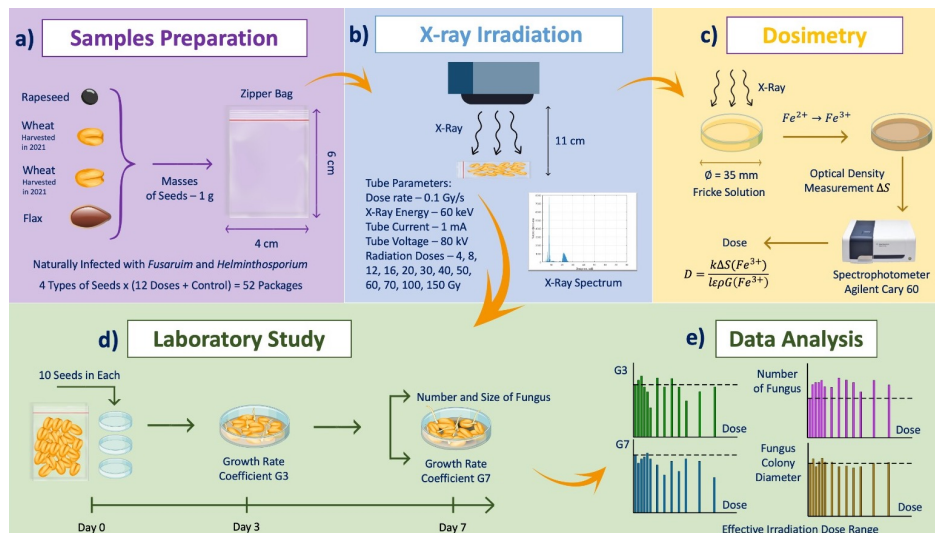 a) Samples Preparation
Rapeseed
Wheat
Harvested
in 2021
Wheat
Harvested
in 2021
Flax
Masses
of Seeds – 1 g
Zipper Bag
6 cm
4 cm
Naturally Infected with Fusaruim and Helminthosporium
4 Types of Seeds x (12 Doses + Control) = 52 Packages
b) X-ray Irradiation
X-Ray
11 cm
Tube Parameters:
Dose rate – 0.1 Gy/s
X-Ray Energy – 60 keV
Tube Current – 1 mA
Tube Voltage – 80 kV
Radiation Doses – 4, 8,
12, 16, 20, 30, 40, 50,
60, 70, 100, 150 Gy
X-Ray Spectrum
c) Dosimetry
X-Ray
Fe²⁺ → Fe³⁺
Ø = 35 mm
Fricke Solution
Optical Density
Measurement ΔS
Dose
D = kΔS(Fe³⁺) / lερG(Fe³⁺)
Spectrophotometer
Agilent Cary 60
d) Laboratory Study
10 Seeds in Each
Growth Rate
Coefficient G3
Number and Size of Fungus
Growth Rate
Coefficient G7
Day 0
Day 3
Day 7
e) Data Analysis
G3
Dose
Number
of Fungus
Dose
G7
Dose
Fungus
Colony
Diameter
Dose
Effective Irradiation Dose Range